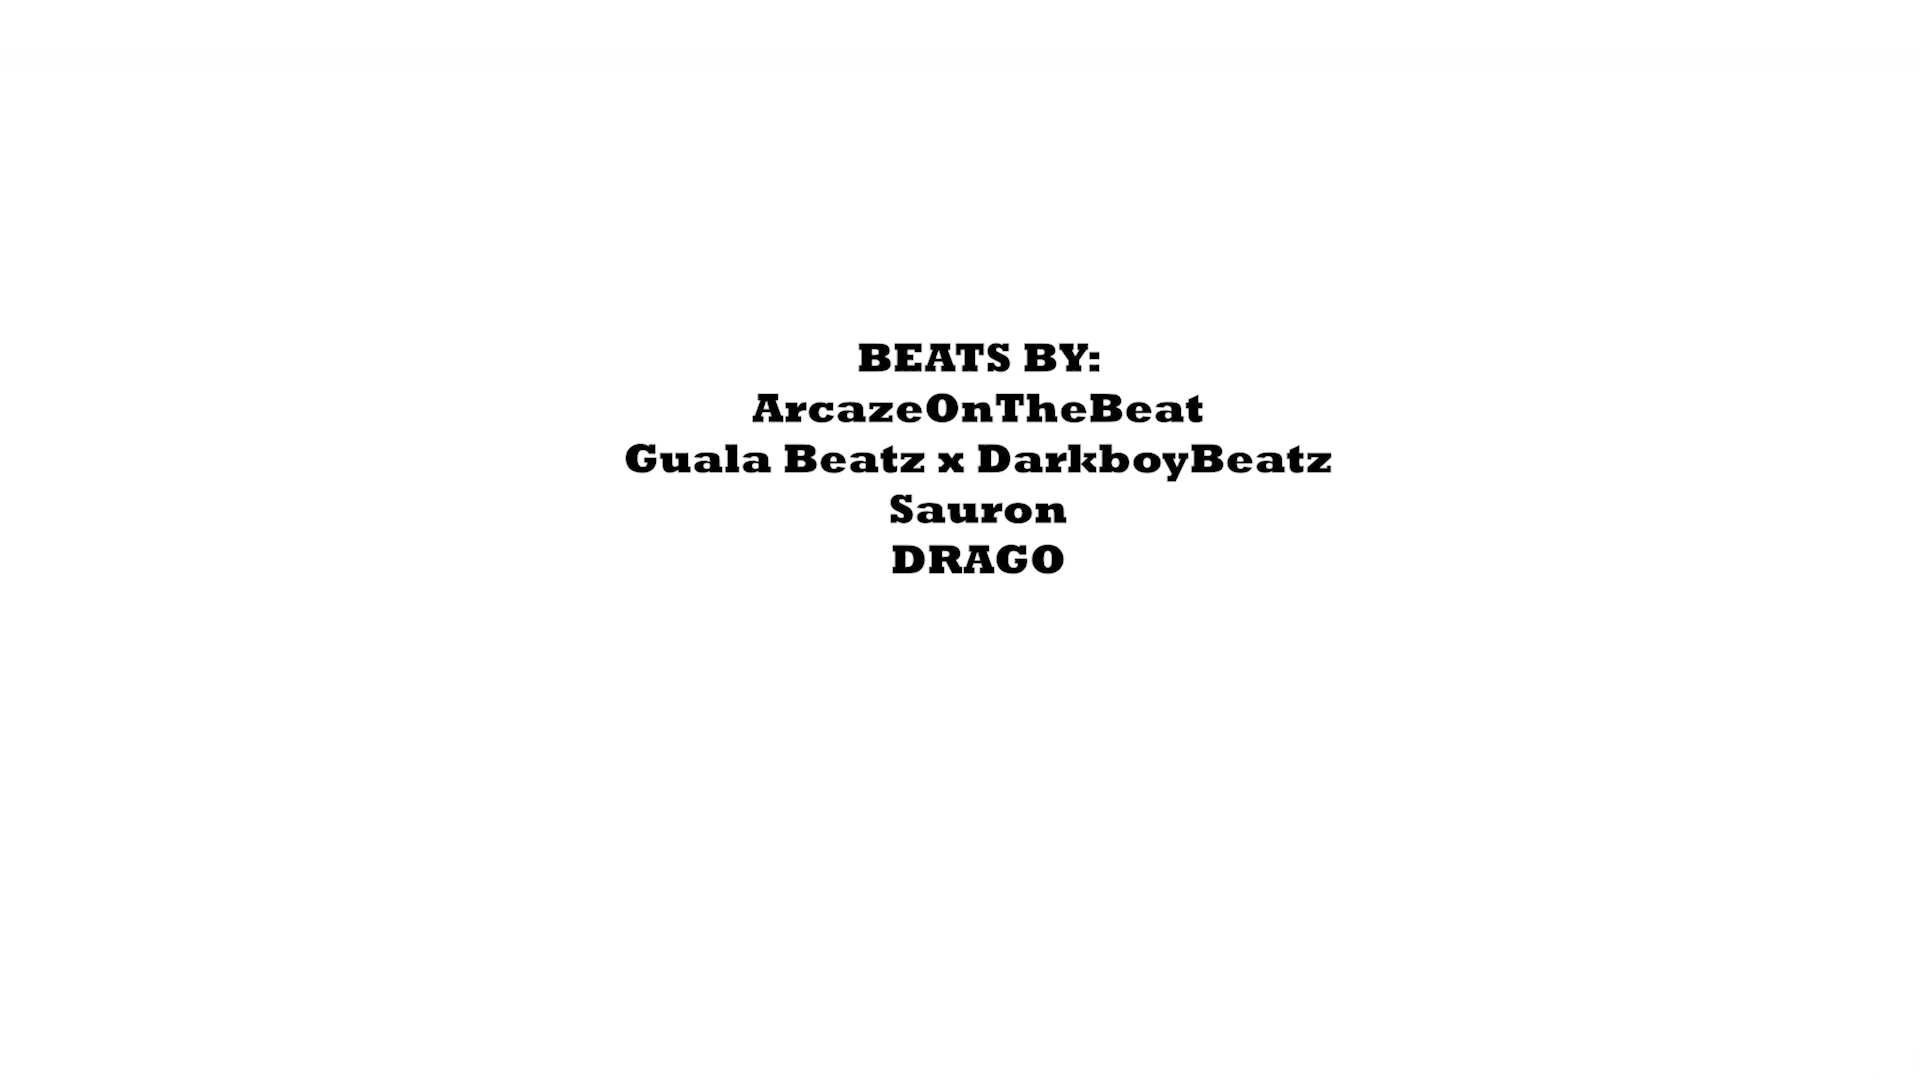 BEATS BY:
ArcazeOnTheBeat
Guala Beatz x DarkboyBeatz
Sauron
DRAGO